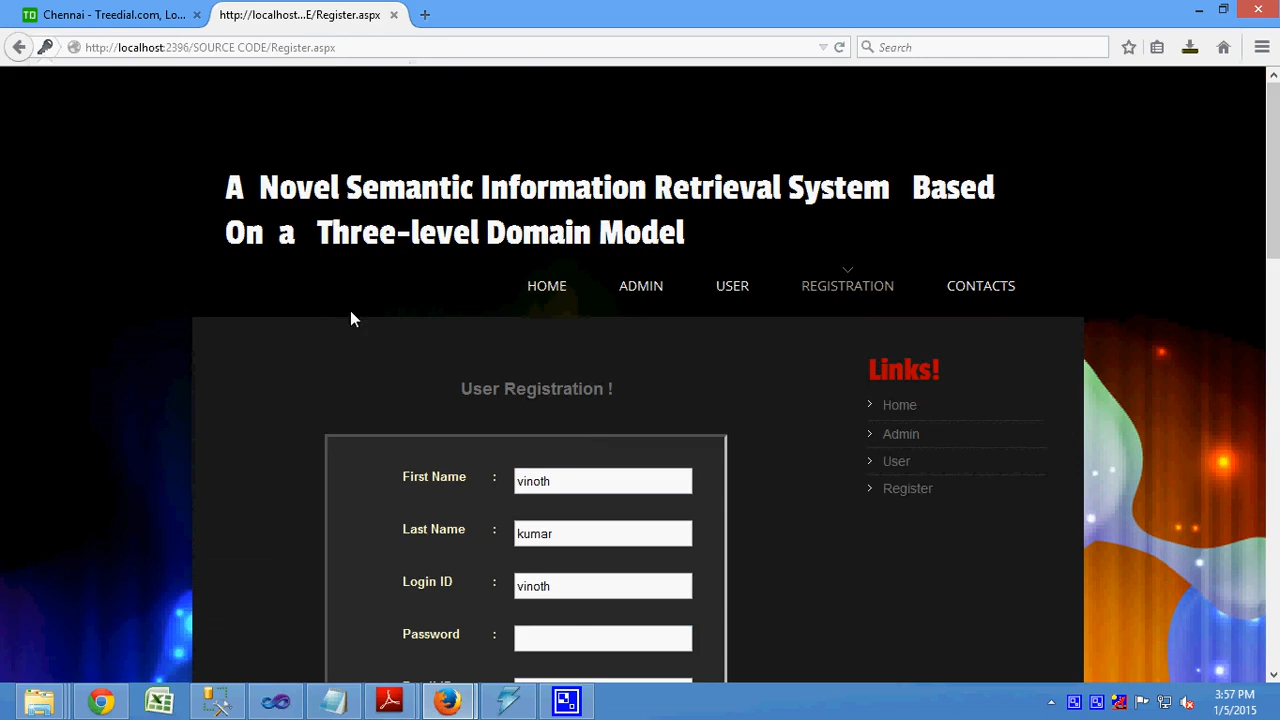 Chennai - Treedial.com, Lo...
http://localhost...E/Register.aspx
http://localhost:2396/SOURCE CODE/Register.aspx
Search
A Novel Semantic Information Retrieval System Based
On a Three-level Domain Model
HOME ADMIN USER REGISTRATION CONTACTS
User Registration !
First Name : vinoth
Last Name : kumar
Login ID : vinoth
Password :
Links!
Home
Admin
User
Register
3:57 PM
1/5/2015